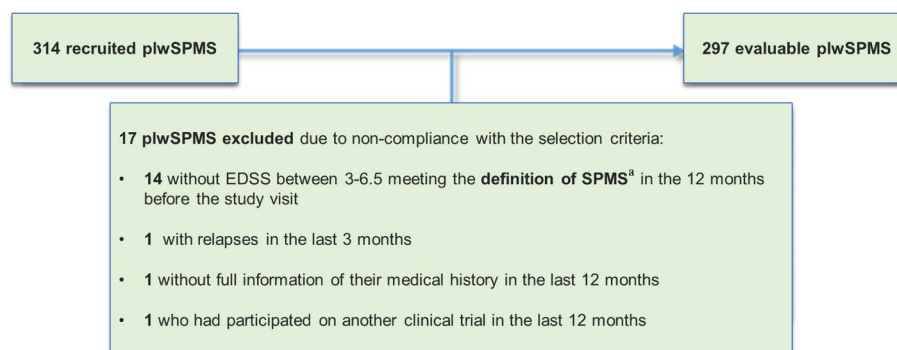 314 recruited plwSPMS
297 evaluable plwSPMS
17 plwSPMS excluded due to non-compliance with the selection criteria:
• 14 without EDSS between 3-6.5 meeting the definition of SPMSª in the 12 months
before the study visit
• 1 with relapses in the last 3 months
• 1 without full information of their medical history in the last 12 months
• 1 who had participated on another clinical trial in the last 12 months